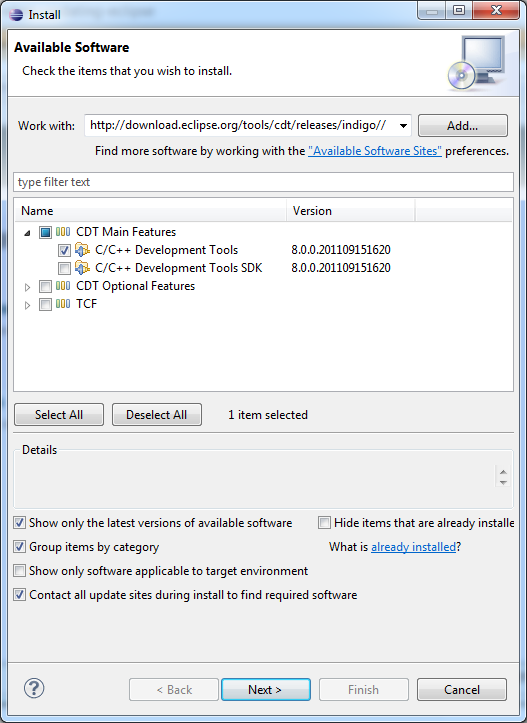 Install
Available Software
Check the items that you wish to install.
Work with: http://download.eclipse.org/tools/cdt/releases/indigo// Add...
Find more software by working with the "Available Software Sites" preferences.
type filter text
Name Version
CDT Main Features
C/C++ Development Tools 8.0.0.201109151620
C/C++ Development Tools SDK 8.0.0.201109151620
CDT Optional Features
TCF
Select All Deselect All 1 item selected
Details
Show only the latest versions of available software Hide items that are already installe
Group items by category What is already installed?
Show only software applicable to target environment
Contact all update sites during install to find required software
? < Back Next > Finish Cancel